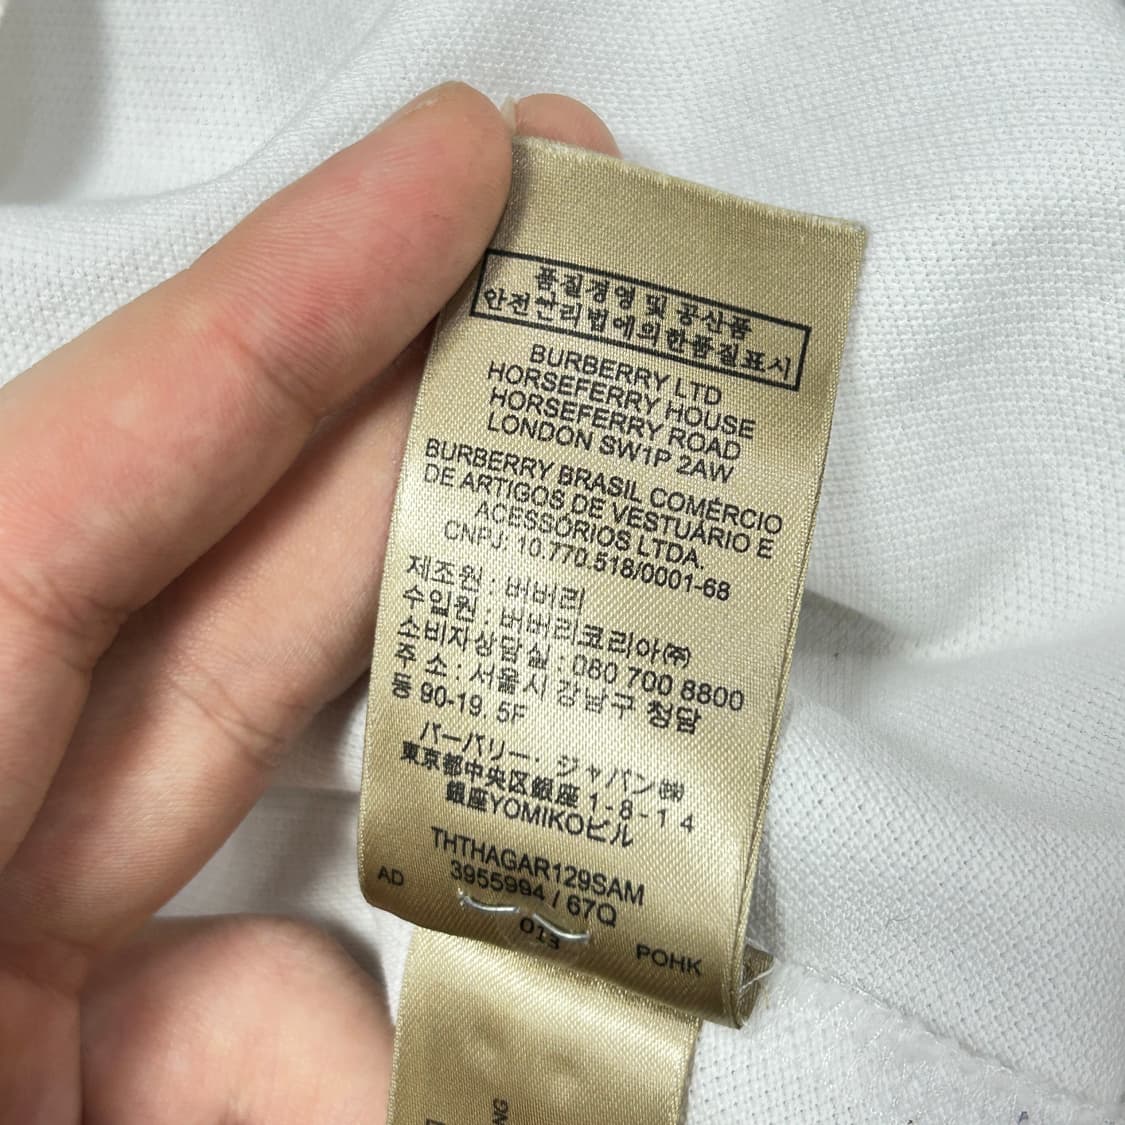 품질경영 및 공산품
안전관리법에의한품질표시
BURBERRY LTD
HORSEFERRY HOUSE
HORSEFERRY ROAD
LONDON SW1P 2AW
BURBERRY BRASIL COMÉRCIO
DE ARTIGOS DE VESTUÁRIO E
ACESSÓRIOS LTDA.
CNPJ: 10.770.518/0001-68
제조원 : 버버리
수입원 : 버버리코리아㈜
소비자상담실 : 080 700 8800
주 소 : 서울시 강남구 청담
동 90-19. 5F
バーバリー・ジャパン㈱
東京都中央区銀座 1-8-14
銀座YOMIKOビル
THTHAGAR129SAM
3955994 / 67Q
AD
013
POHK
NG